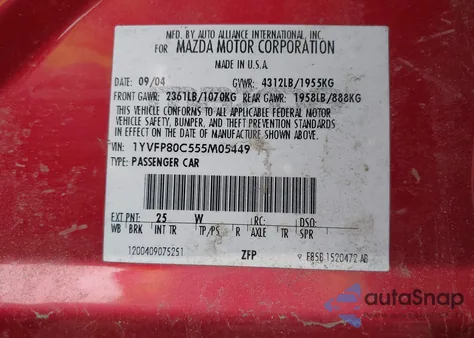 MFD. BY AUTO ALLIANCE INTERNATIONAL, INC.
FOR MAZDA MOTOR CORPORATION
MADE IN U.S.A.
DATE: 09/04 GVWR: 4312LB/1955KG
FRONT GAWR: 2361LB/1070KG REAR GAWR: 1958LB/888KG
THIS VEHICLE CONFORMS TO ALL APPLICABLE FEDERAL MOTOR
VEHICLE SAFETY, BUMPER, AND THEFT PREVENTION STANDARDS
IN EFFECT ON THE DATE OF MANUFACTURE SHOWN ABOVE.
VIN: 1YVFP80C555M05449
TYPE: PASSENGER CAR
EXT PNT: 25 W RC: DSO:
WB BRK INT TR TP/PS R AXLE TR SPR
1200409075251 ZFP
autoSnap
POWERED BY